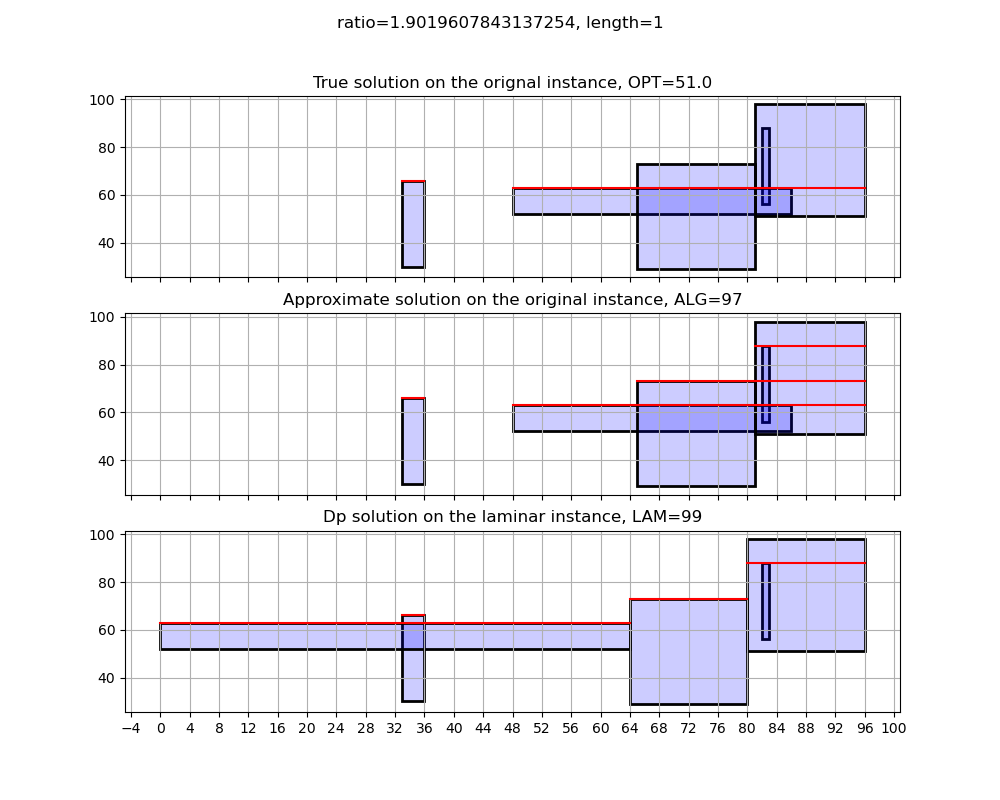 ratio=1.9019607843137254, length=1
True solution on the orignal instance, OPT=51.0
100
80
60
40
Approximate solution on the original instance, ALG=97
100
80
60
40
Dp solution on the laminar instance, LAM=99
100
80
60
40
−4 0 4 8 12 16 20 24 28 32 36 40 44 48 52 56 60 64 68 72 76 80 84 88 92 96 100